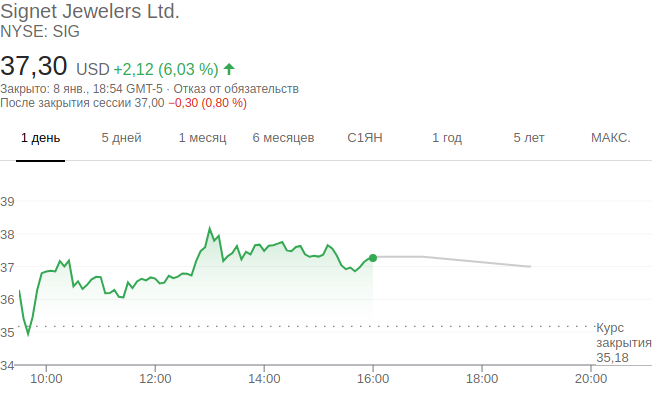 Signet Jewelers Ltd.
NYSE: SIG
37,30 USD +2,12 (6,03 %)
Закрыто: 8 янв., 18:54 GMT-5 · Отказ от обязательств
После закрытия сессии 37,00 −0,30 (0,80 %)
1 день 5 дней 1 месяц 6 месяцев С1ЯН 1 год 5 лет МАКС.
39
38
37
36
35
Курс
закрытия
35,18
34
10:00 12:00 14:00 16:00 18:00 20:00